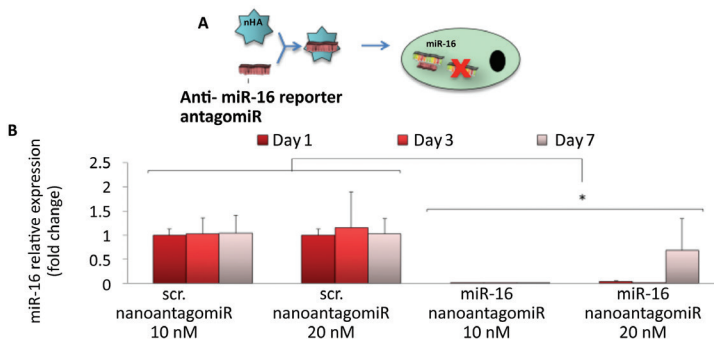 A
nHA
miR-16
Anti- miR-16 reporter
antagomiR
B
Day 1 Day 3 Day 7
miR-16 relative expression
(fold change)
2.5
2
1.5
1
0.5
0
*
scr.
nanoantagomiR
10 nM
scr.
nanoantagomiR
20 nM
miR-16
nanoantagomiR
10 nM
miR-16
nanoantagomiR
20 nM